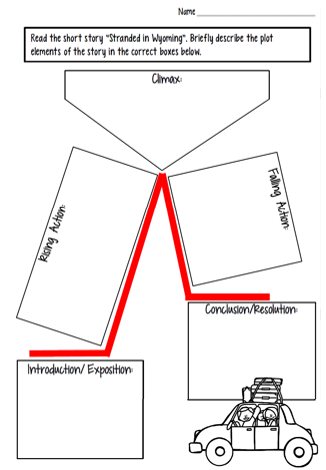 Name
Read the short story "Stranded in Wyoming". Briefly describe the plot
elements of the story in the correct boxes below.
Climax:
Rising Action:
Falling Action:
Conclusion/Resolution:
Introduction/ Exposition: